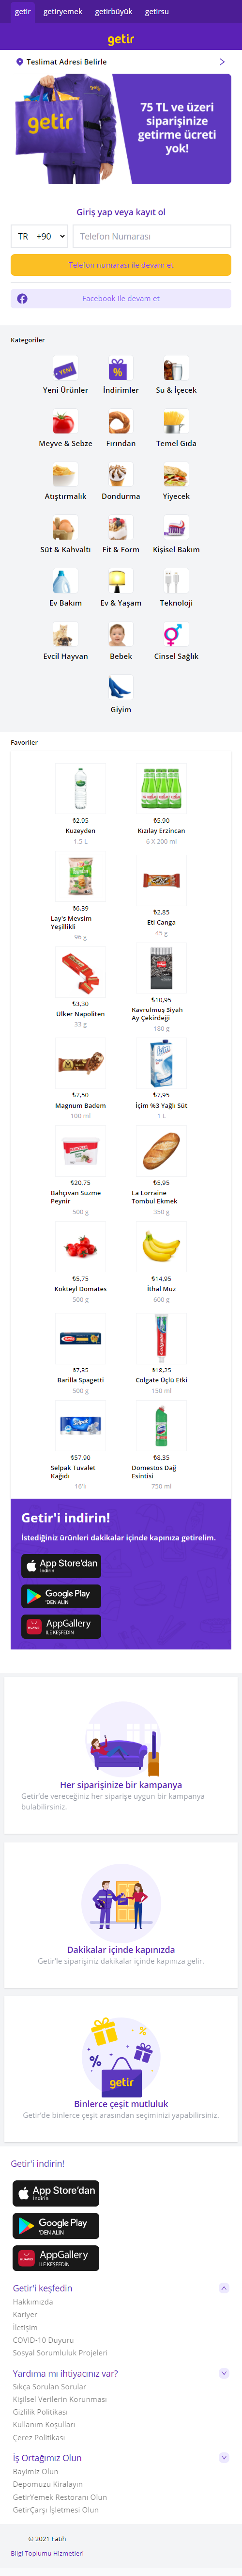 getir getiryemek getirbüyük getirsu
getir
Teslimat Adresi Belirle
getir
75 TL ve üzeri
siparişinize
getirme ücreti
yok!
Giriş yap veya kayıt ol
TR +90 Telefon Numarası
Telefon numarası ile devam et
Facebook ile devam et
Kategoriler
Yeni Ürünler İndirimler Su & İçecek
Meyve & Sebze Fırından Temel Gıda
Atıştırmalık Dondurma Yiyecek
Süt & Kahvaltı Fit & Form Kişisel Bakım
Ev Bakım Ev & Yaşam Teknoloji
Evcil Hayvan Bebek Cinsel Sağlık
Giyim
Favoriler
₺2,95 ₺5,90
Kuzeyden Kızılay Erzincan
1.5 L 6 X 200 ml
₺6,39 ₺2,85
Lay's Mevsim
Yeşillikli
Eti Canga
96 g 45 g
₺3,30 ₺10,95
Ülker Napoliten
Kavrulmuş Siyah
Ay Çekirdeği
33 g 180 g
₺7,50 ₺7,95
Magnum Badem İçim %3 Yağlı Süt
100 ml 1 L
₺20,75 ₺5,95
Bahçıvan Süzme
Peynir
La Lorraine
Tombul Ekmek
500 g 350 g
₺5,75 ₺14,95
Kokteyl Domates İthal Muz
500 g 600 g
₺7,35 ₺18,25
Barilla Spagetti Colgate Üçlü Etki
500 g 150 ml
₺57,90 ₺8,35
Selpak Tuvalet
Kağıdı
Domestos Dağ
Esintisi
16'lı 750 ml
Getir'i indirin!
İstediğiniz ürünleri dakikalar içinde kapınıza getirelim.
App Store'dan
İndirin
Google Play
'DEN ALIN
AppGallery
İLE KEŞFEDİN
Her siparişinize bir kampanya
Getir'de vereceğiniz her siparişe uygun bir kampanya
bulabilirsiniz.
Dakikalar içinde kapınızda
Getir'le siparişiniz dakikalar içinde kapınıza gelir.
getir
Binlerce çeşit mutluluk
Getir'de binlerce çeşit arasından seçiminizi yapabilirsiniz.
Getir'i indirin!
App Store'dan
İndirin
Google Play
'DEN ALIN
AppGallery
İLE KEŞFEDİN
Getir'i keşfedin
Hakkımızda
Kariyer
İletişim
COVID-10 Duyuru
Sosyal Sorumluluk Projeleri
Yardıma mı ihtiyacınız var?
Sıkça Sorulan Sorular
Kişilsel Verilerin Korunması
Gizlilik Politikası
Kullanım Koşulları
Çerez Politikası
İş Ortağımız Olun
Bayimiz Olun
Depomuzu Kiralayın
GetirYemek Restoranı Olun
GetirÇarşı İşletmesi Olun
© 2021 Fatih
Bilgi Toplumu Hizmetleri